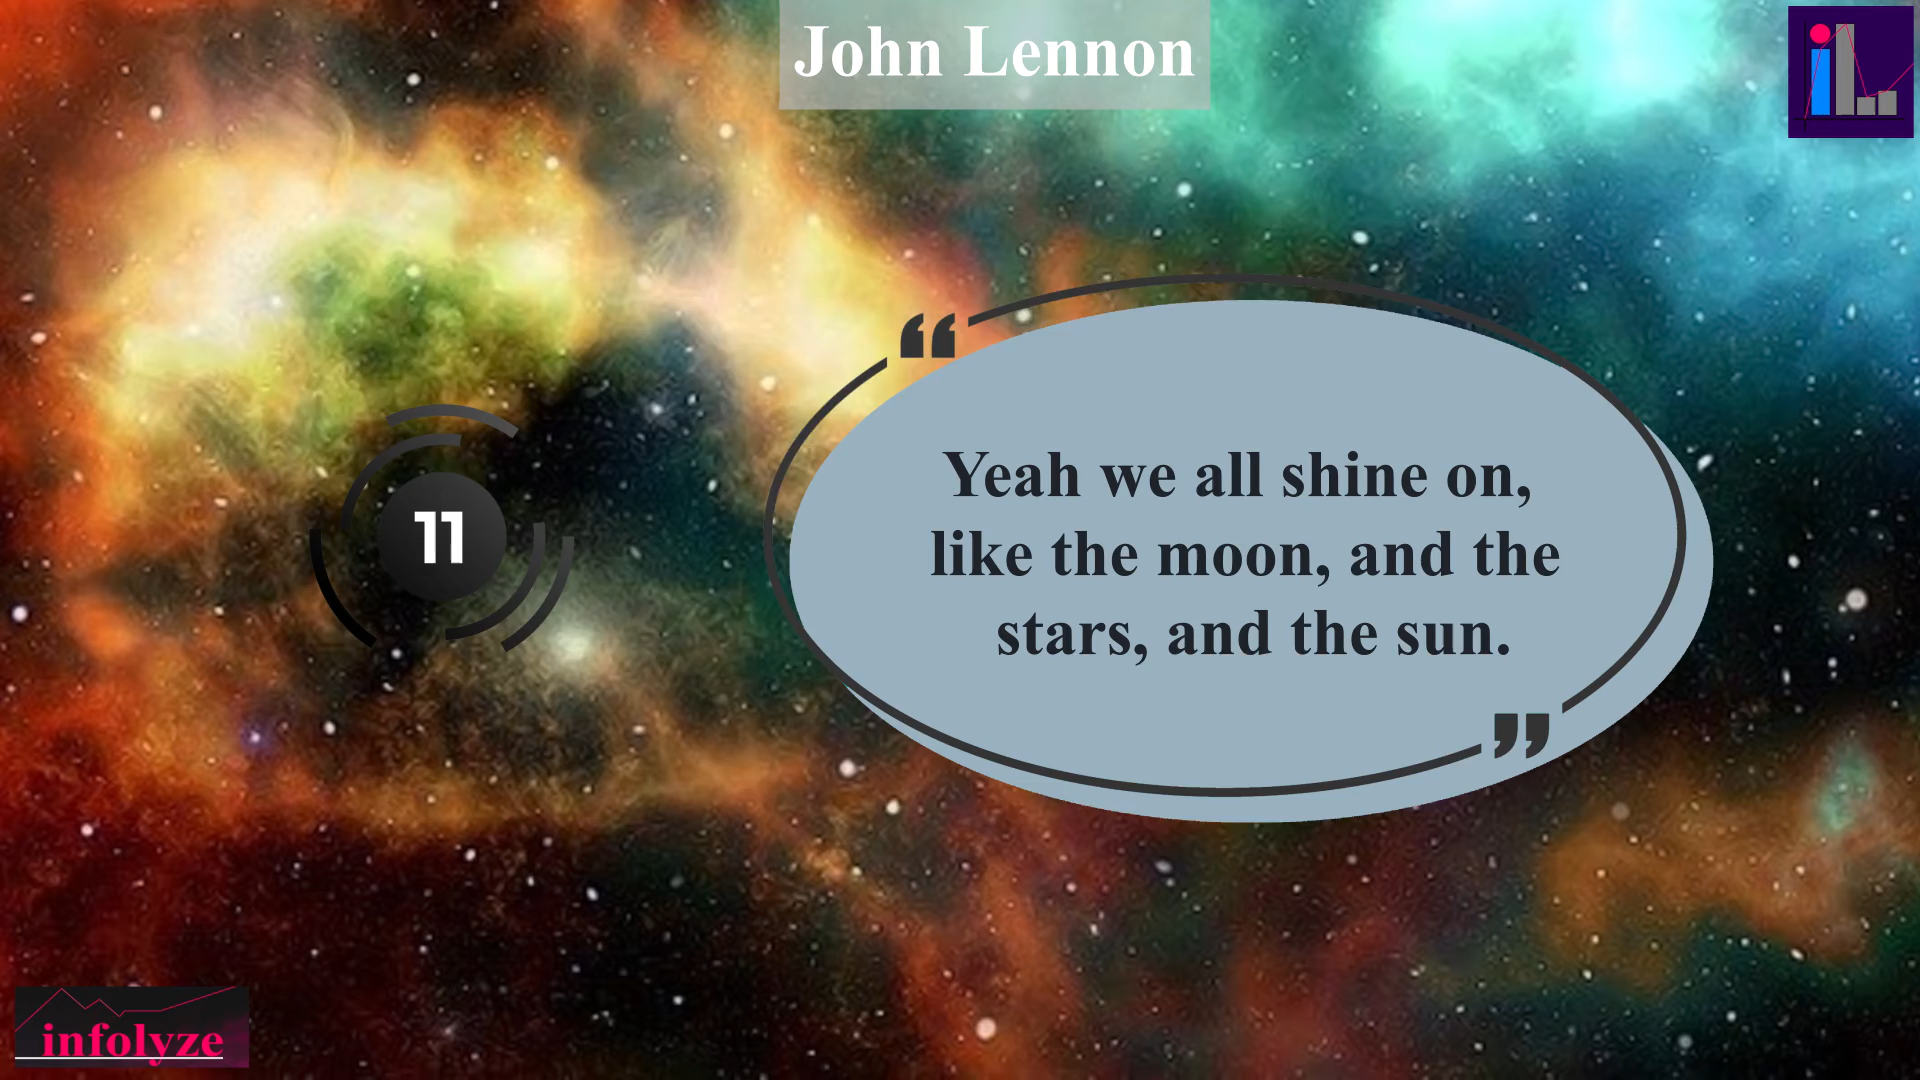 John Lennon
11
“
Yeah we all shine on,
like the moon, and the
stars, and the sun.
”
infolyze